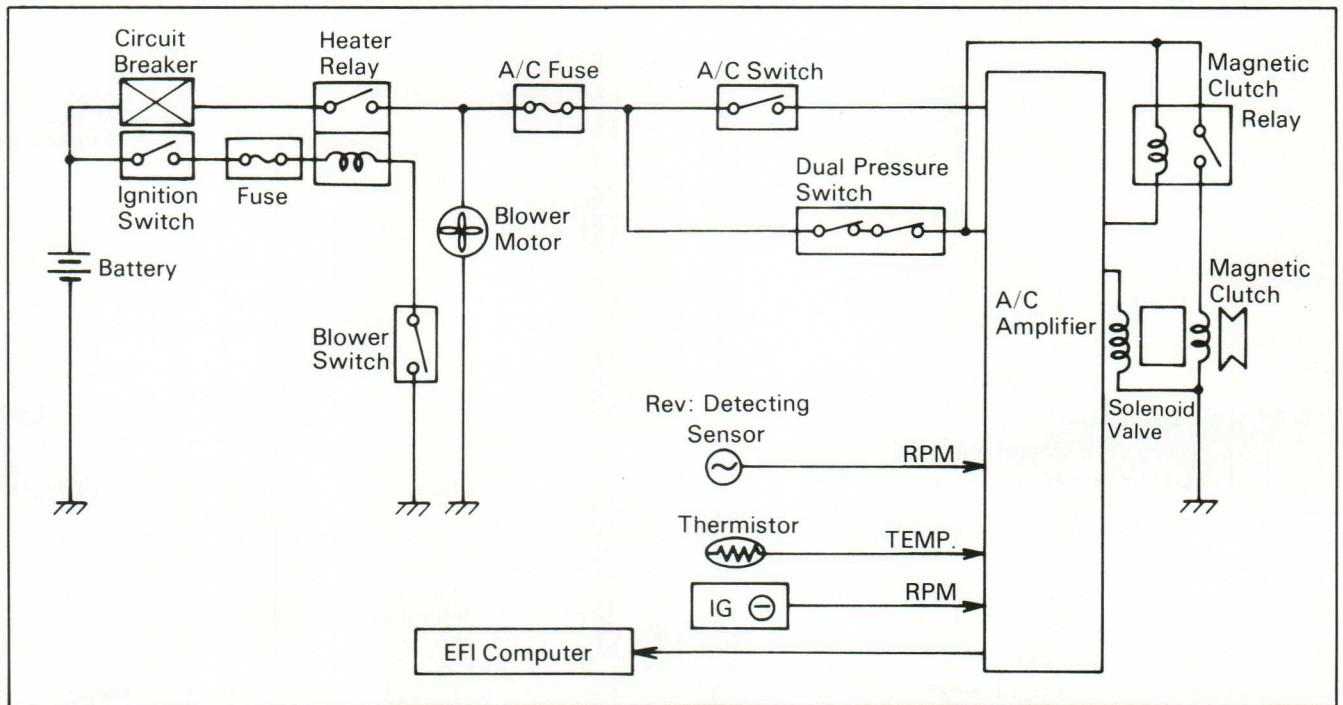 Circuit
Breaker
Heater
Relay
A/C Fuse
A/C Switch
Magnetic
Clutch
Relay
Ignition
Switch
Fuse
Dual Pressure
Switch
Blower
Motor
Battery
Magnetic
Clutch
A/C
Amplifier
Blower
Switch
Solenoid
Valve
Rev: Detecting
Sensor
RPM
Thermistor
TEMP.
RPM
IG ⊖
EFI Computer